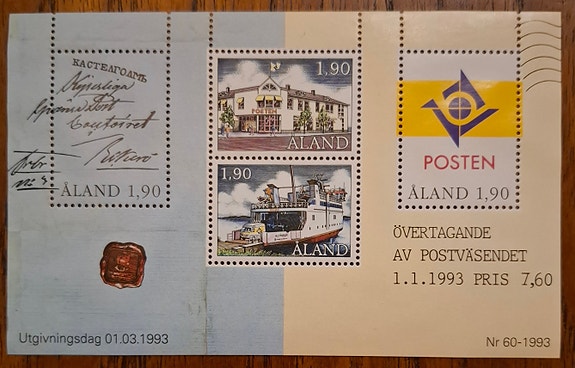 КАСТЕЛГОЛМЪ
ÅLAND 1,90
1,90
POSTEN
ÅLAND
1,90
ÅLAND
POSTEN
ÅLAND 1,90
ÖVERTAGANDE
AV POSTVÄSENDET
1.1.1993 PRIS 7,60
Utgivningsdag 01.03.1993
Nr 60-1993